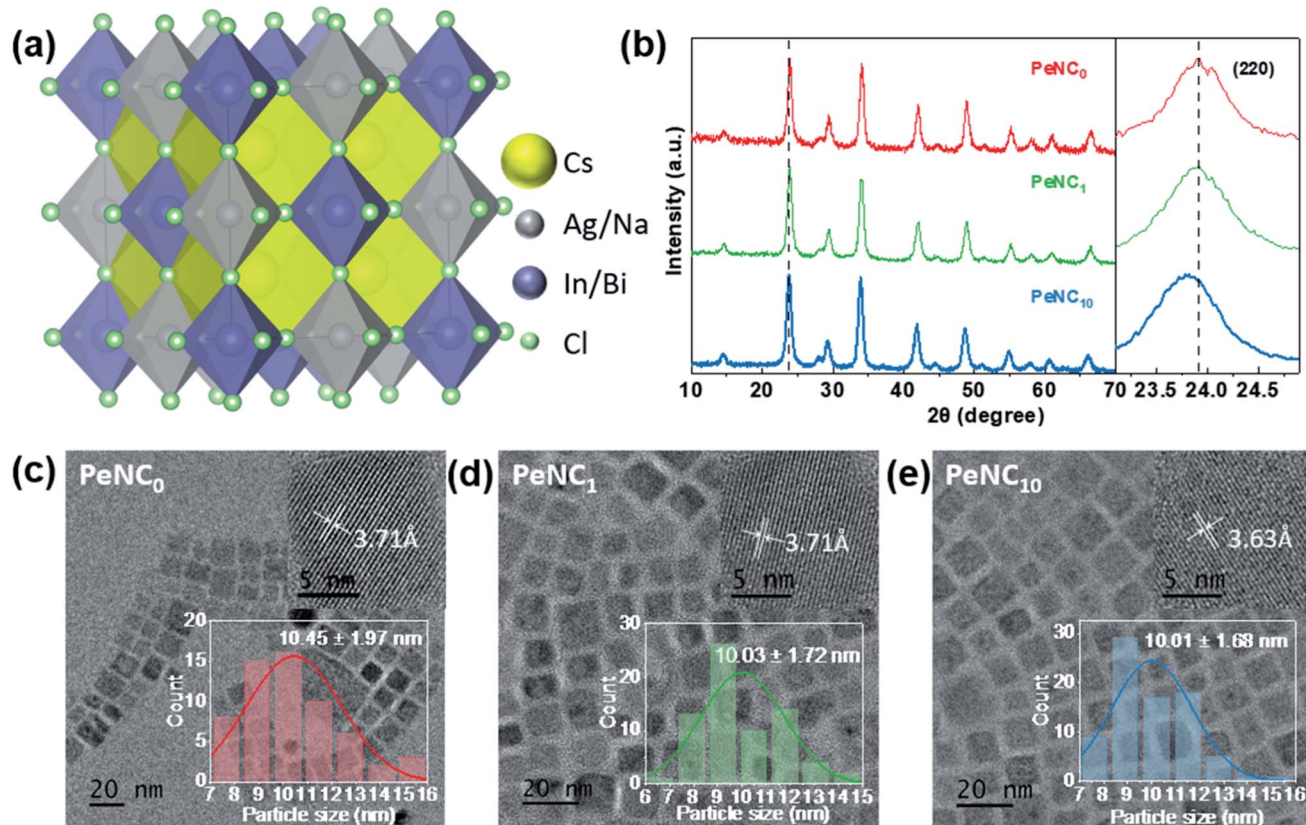 (a)
Cs
Ag/Na
In/Bi
Cl
(b)
Intensity (a.u.)
PeNC0
PeNC1
PeNC10
(220)
10 20 30 40 50 60 70 23.5 24.0 24.5
2θ (degree)
(c)
PeNC0
3.71Å
5 nm
10.45 ± 1.97 nm
20
15
10
5
0
Count
7 8 9 10 11 12 13 14 15 16
Particle size (nm)
20 nm
(d)
PeNC1
3.71Å
5 nm
10.03 ± 1.72 nm
30
20
10
0
Count
6 7 8 9 10 11 12 13 14 15
Particle size (nm)
20 nm
(e)
PeNC10
3.63Å
5 nm
10.01 ± 1.68 nm
30
20
10
0
Count
7 8 9 10 11 12 13 14 15 16
Particle size (nm)
20 nm